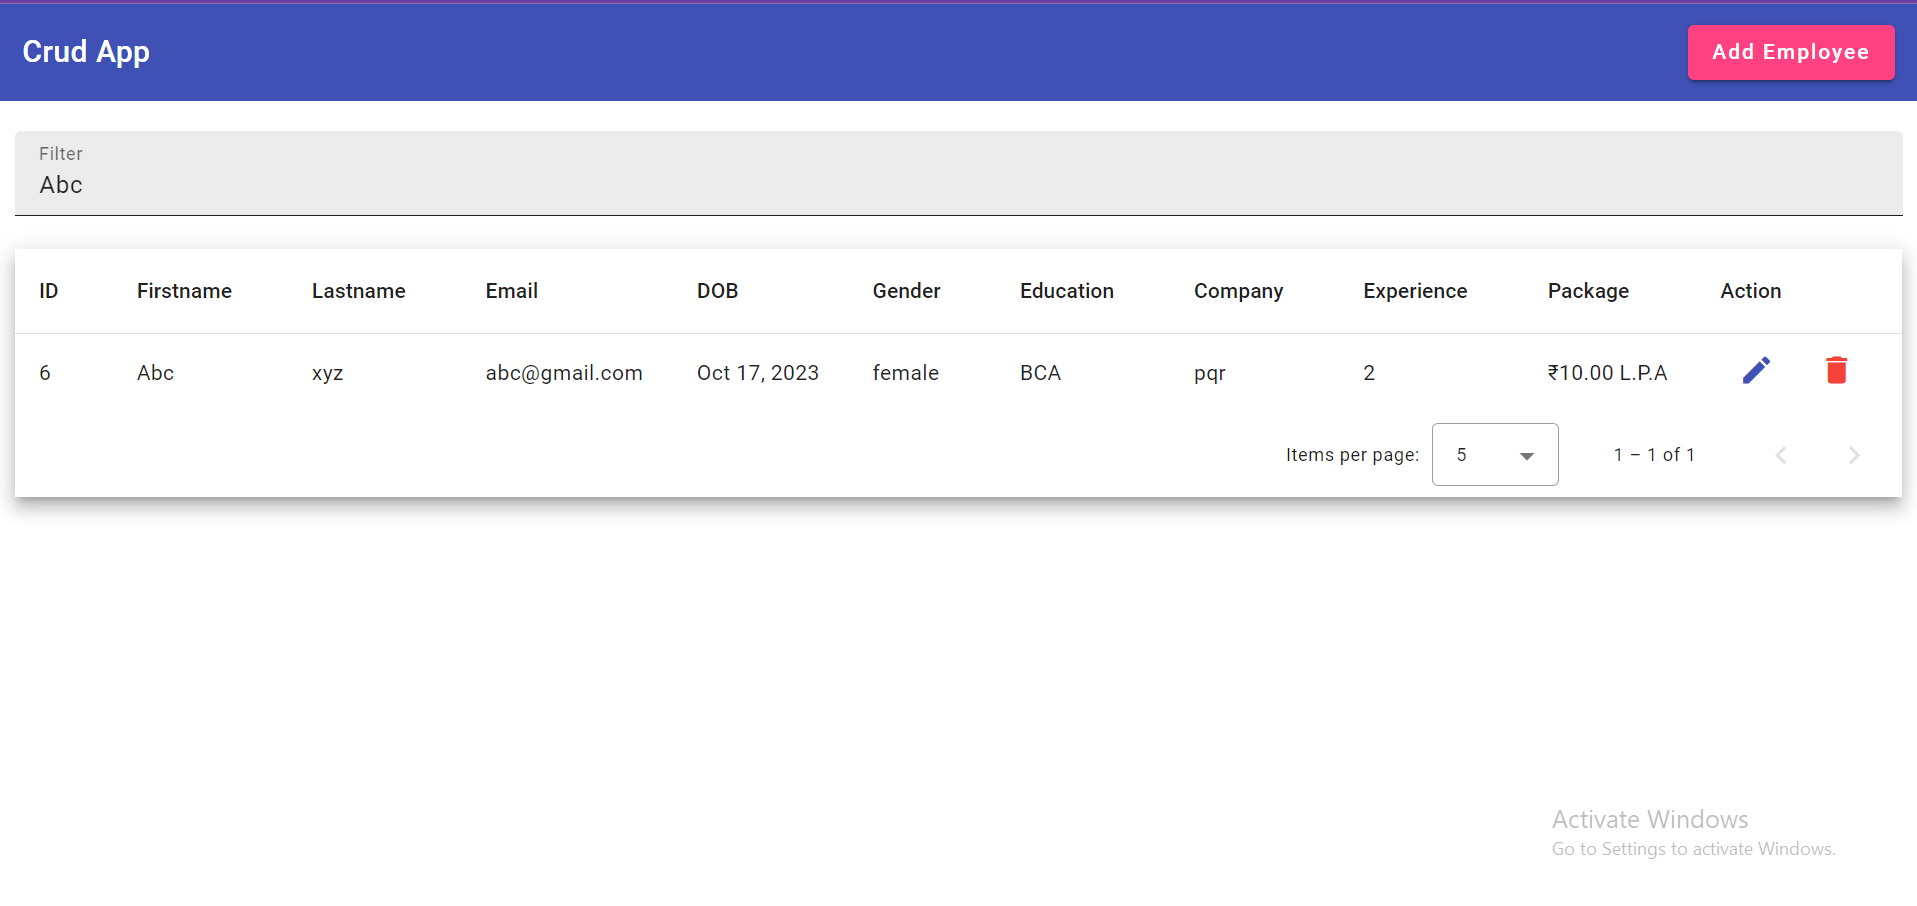 Crud App Add Employee
Filter
Abc
ID Firstname Lastname Email DOB Gender Education Company Experience Package Action
6 Abc xyz abc@gmail.com Oct 17, 2023 female BCA pqr 2 ₹10.00 L.P.A
Items per page: 5 1 – 1 of 1
Activate Windows
Go to Settings to activate Windows.